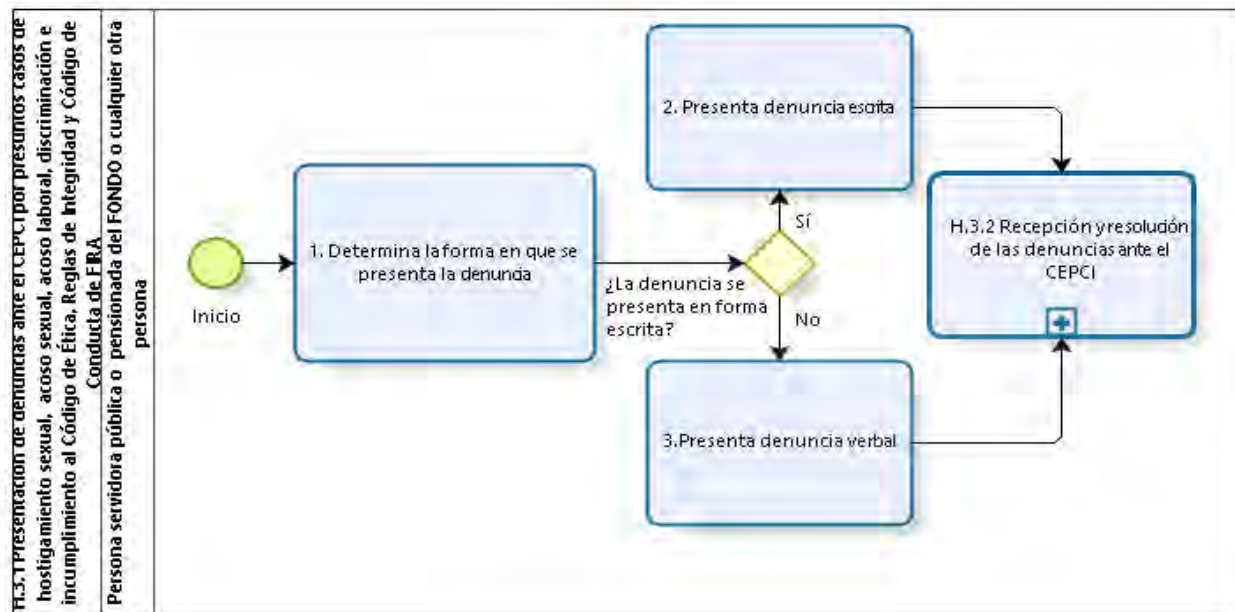 H.3.1 Presentación de denuncias ante el CEPCI por presuntos casos de
hostigamiento sexual, acoso sexual, acoso laboral, discriminación e
incumplimiento al Código de Ética, Reglas de Integridad y Código de
Conducta de FIRA
Persona servidora pública o pensionada del FONDO o cualquier otra
persona
Inicio
1. Determina la forma en que se
presenta la denuncia
¿La denuncia se
presenta en forma
escrita?
Sí
No
2. Presenta denuncia escrita
3.Presenta denuncia verbal
H.3.2 Recepción y resolución
de las denuncias ante el
CEPCI